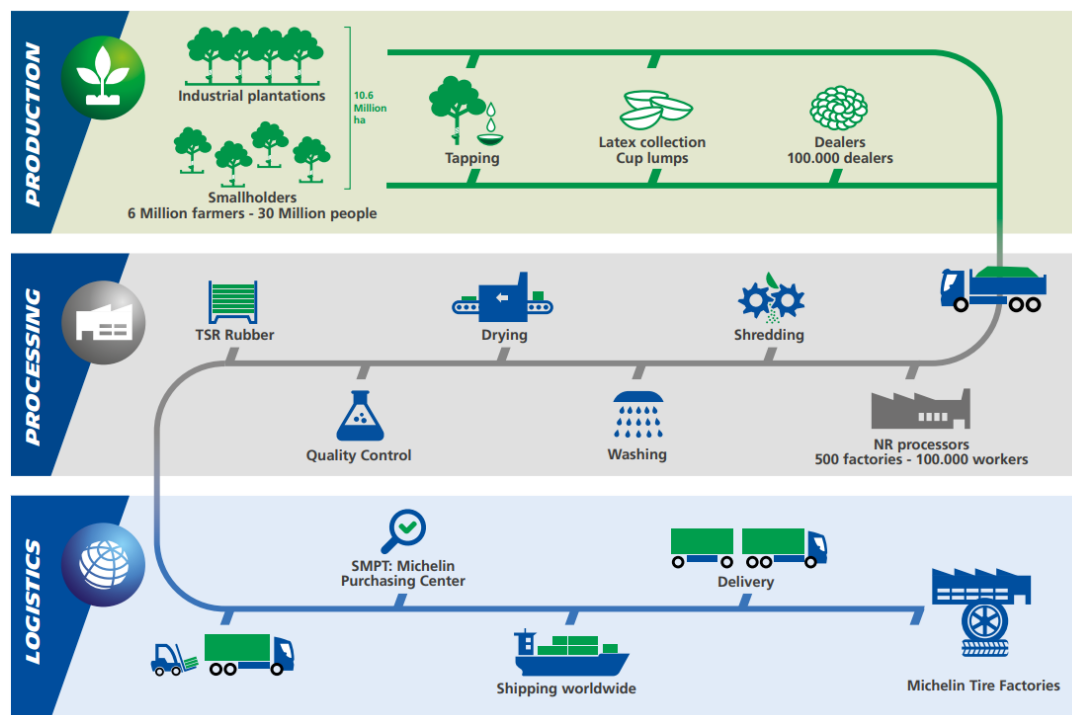 PRODUCTION
Industrial plantations
10.6
Million
ha
Smallholders
6 Million farmers - 30 Million people
Tapping
Latex collection
Cup lumps
Dealers
100.000 dealers
PROCESSING
TSR Rubber
Drying
Shredding
Quality Control
Washing
NR processors
500 factories - 100.000 workers
LOGISTICS
SMPT: Michelin
Purchasing Center
Delivery
Shipping worldwide
Michelin Tire Factories